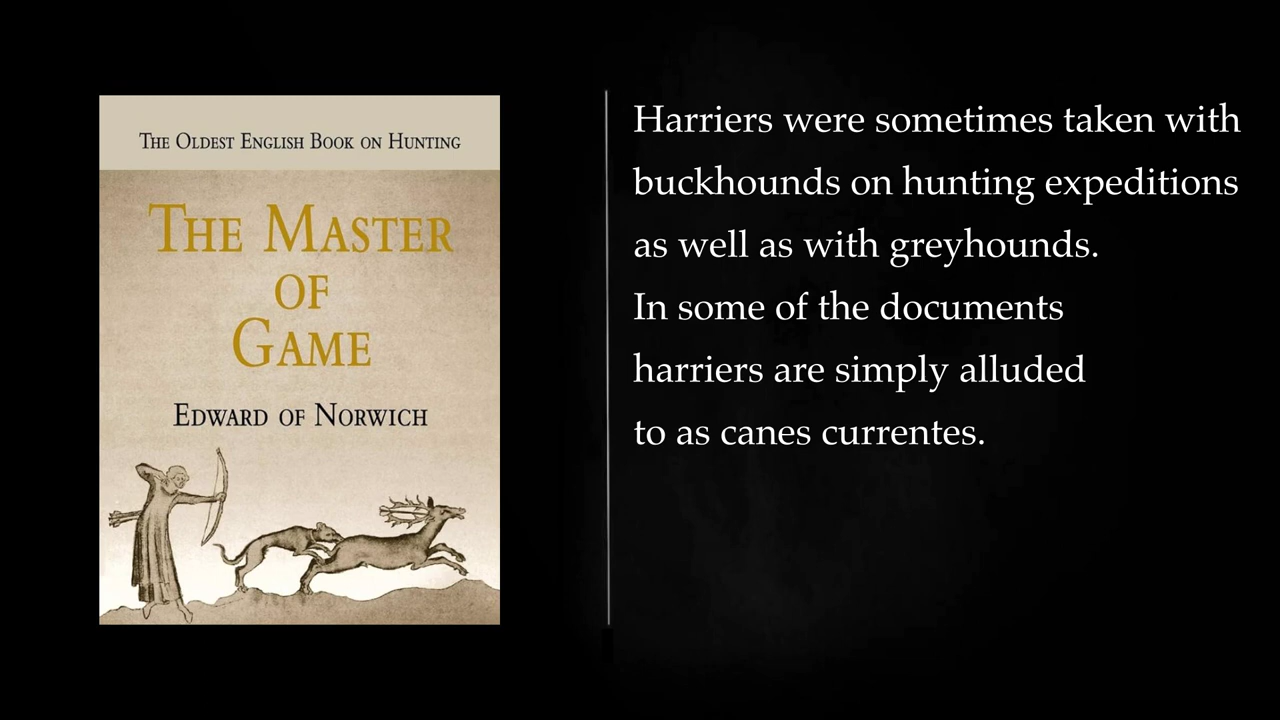 The Oldest English Book on Hunting
The Master
of
Game
Edward of Norwich
Harriers were sometimes taken with
buckhounds on hunting expeditions
as well as with greyhounds.
In some of the documents
harriers are simply alluded
to as canes currentes.